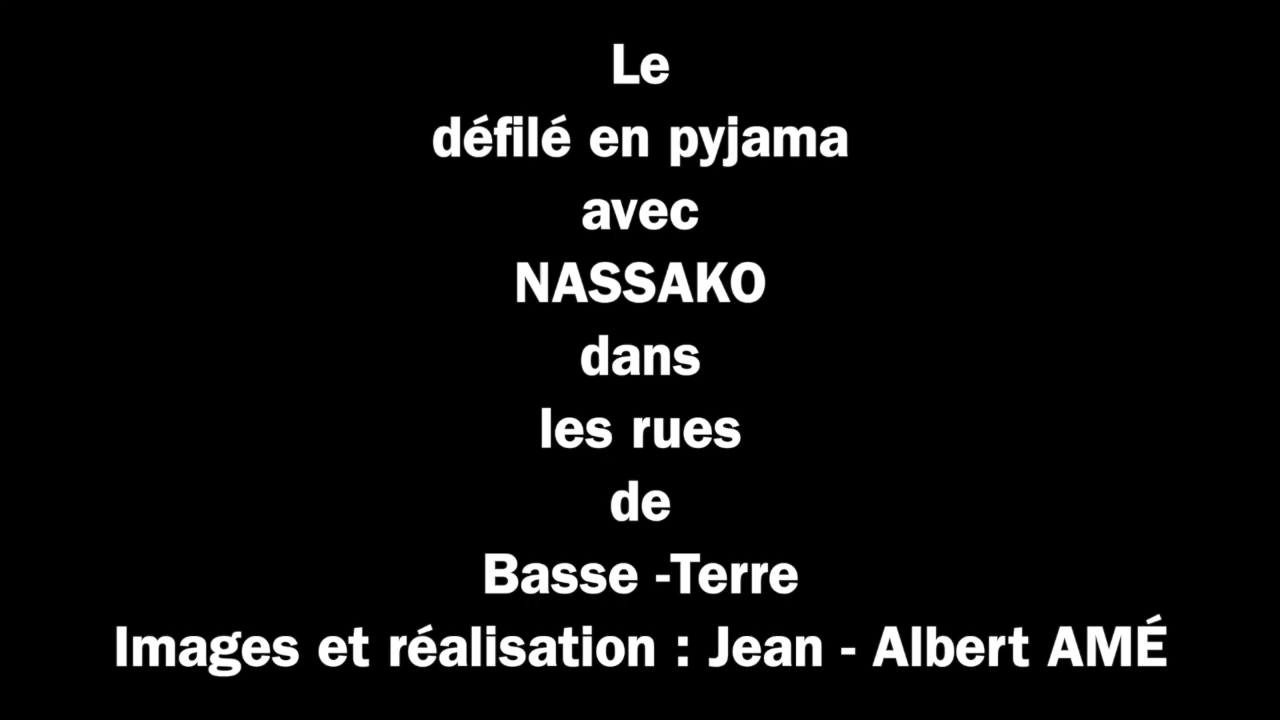 Le
défilé en pyjama
avec
NASSAKO
dans
les rues
de
Basse -Terre
Images et réalisation : Jean - Albert AMÉ